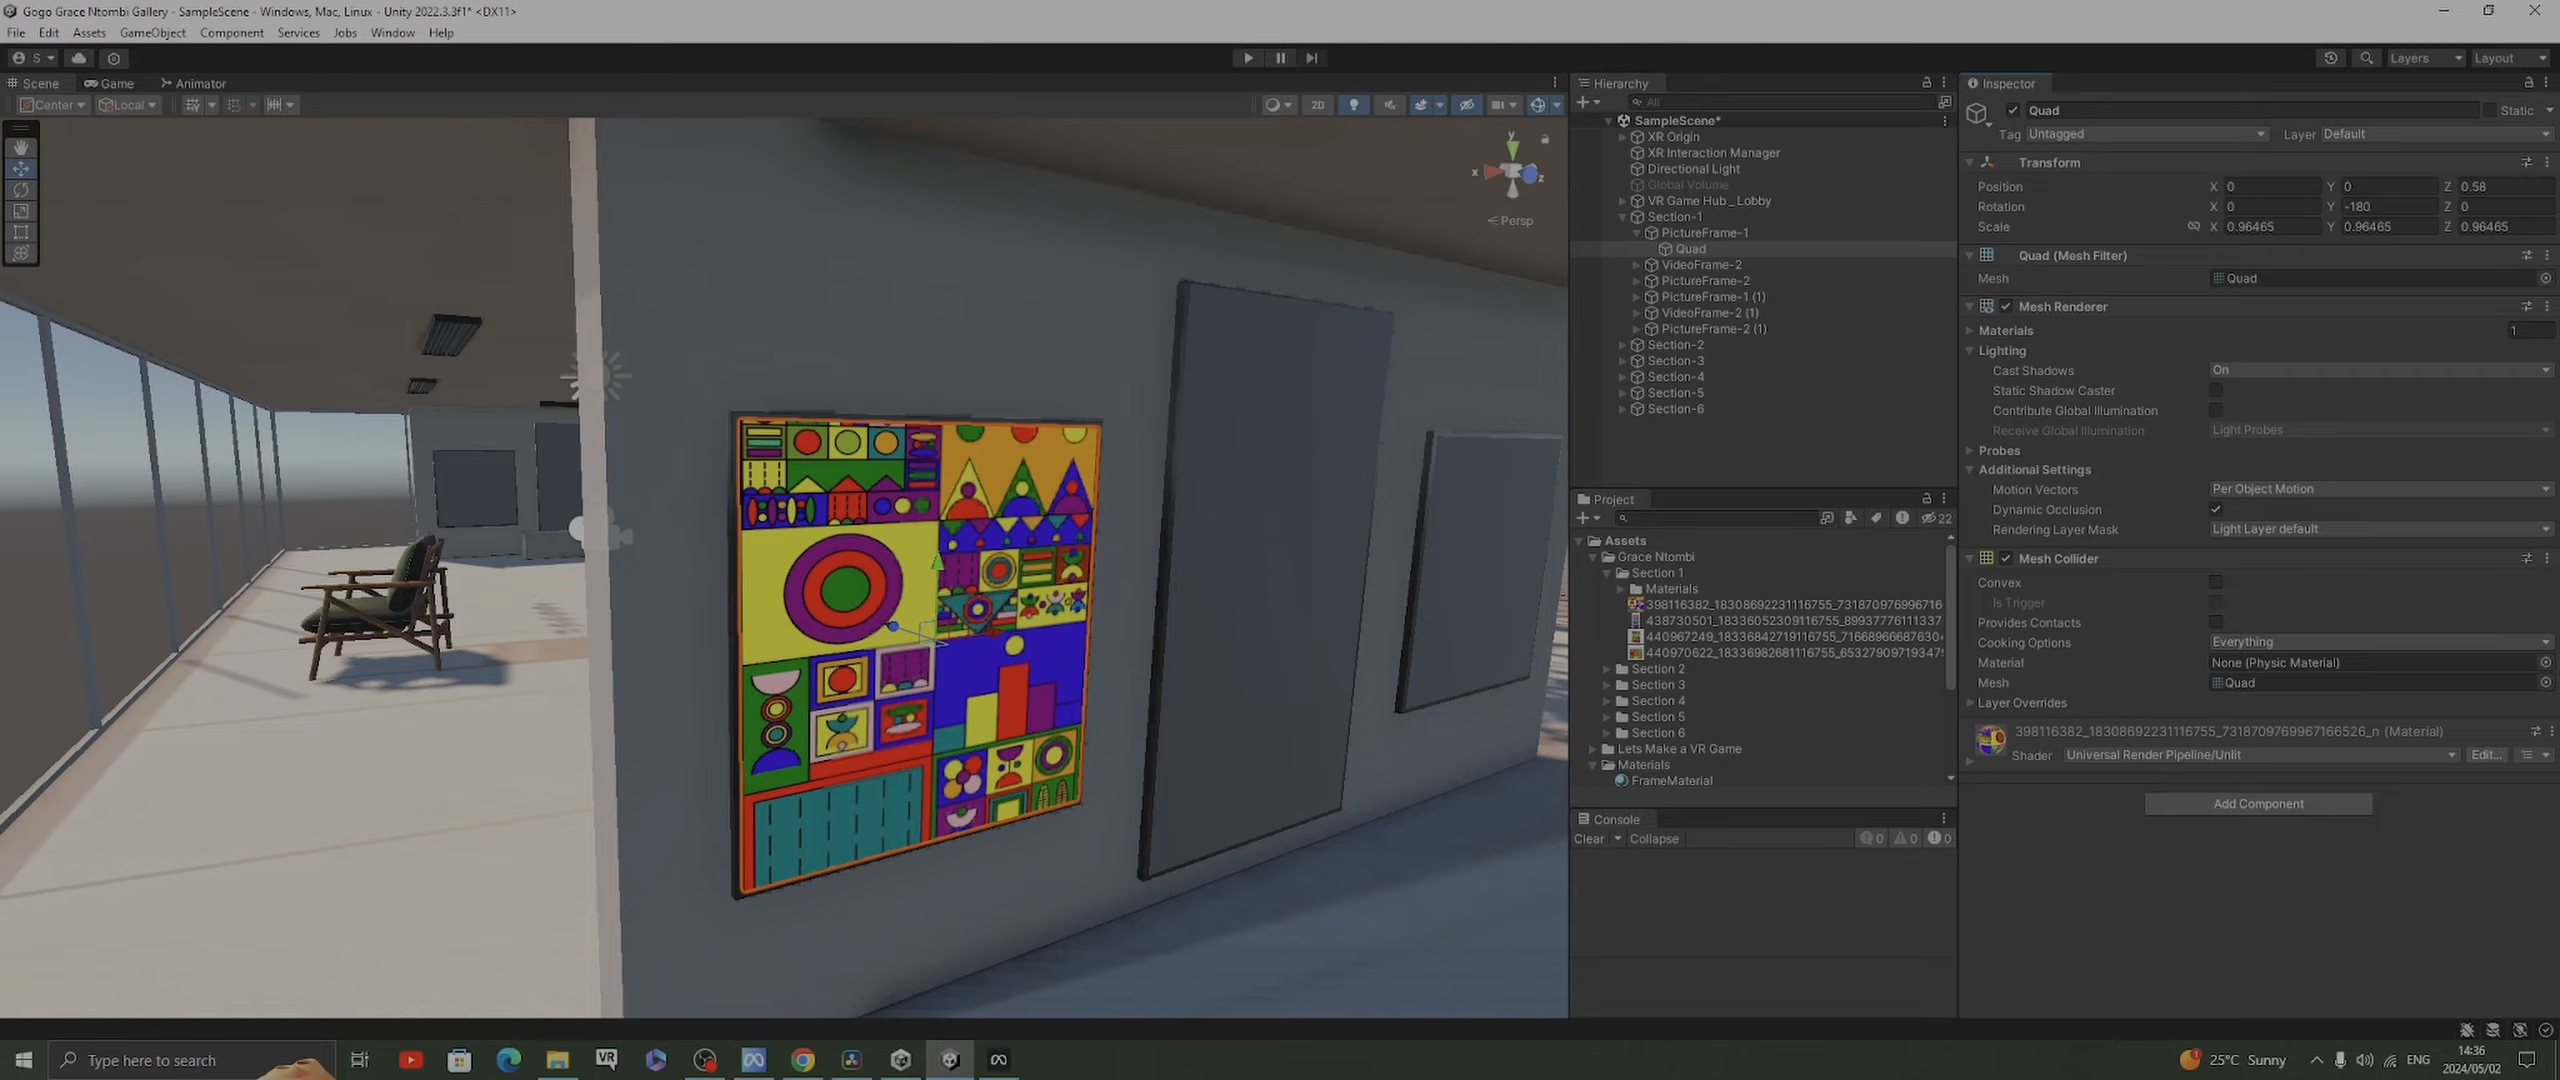 Gogo Grace Ntombi Gallery - SampleScene - Windows, Mac, Linux - Unity 2022.3.3f1* <DX11>
File Edit Assets GameObject Component Services Jobs Window Help
S
Layers Layout
Scene Game Animator
Center Local
2D
y
x
z
Persp
Hierarchy
All
SampleScene*
XR Origin
XR Interaction Manager
Directional Light
Global Volume
VR Game Hub _ Lobby
Section-1
PictureFrame-1
Quad
VideoFrame-2
PictureFrame-2
PictureFrame-1 (1)
VideoFrame-2 (1)
PictureFrame-2 (1)
Section-2
Section-3
Section-4
Section-5
Section-6
Project
22
Assets
Grace Ntombi
Section 1
Materials
398116382_18308692231116755_731870976996716
438730501_18336052309116755_89937776111337
440967249_18336842719116755_71668966687630
440970622_18336982681116755_65327909719347
Section 2
Section 3
Section 4
Section 5
Section 6
Lets Make a VR Game
Materials
FrameMaterial
Console
Clear Collapse
0 0 0
Inspector
Quad
Static
Tag Untagged Layer Default
Transform
Position X 0 Y 0 Z 0.58
Rotation X 0 Y -180 Z 0
Scale X 0.96465 Y 0.96465 Z 0.96465
Quad (Mesh Filter)
Mesh Quad
Mesh Renderer
Materials 1
Lighting
Cast Shadows On
Static Shadow Caster
Contribute Global Illumination
Receive Global Illumination Light Probes
Probes
Additional Settings
Motion Vectors Per Object Motion
Dynamic Occlusion
Rendering Layer Mask Light Layer default
Mesh Collider
Convex
Is Trigger
Provides Contacts
Cooking Options Everything
Material None (Physic Material)
Mesh Quad
Layer Overrides
398116382_18308692231116755_7318709769967166526_n (Material)
Shader Universal Render Pipeline/Unlit Edit...
Add Component
Type here to search
VR
25°C Sunny
ENG
14:36
2024/05/02